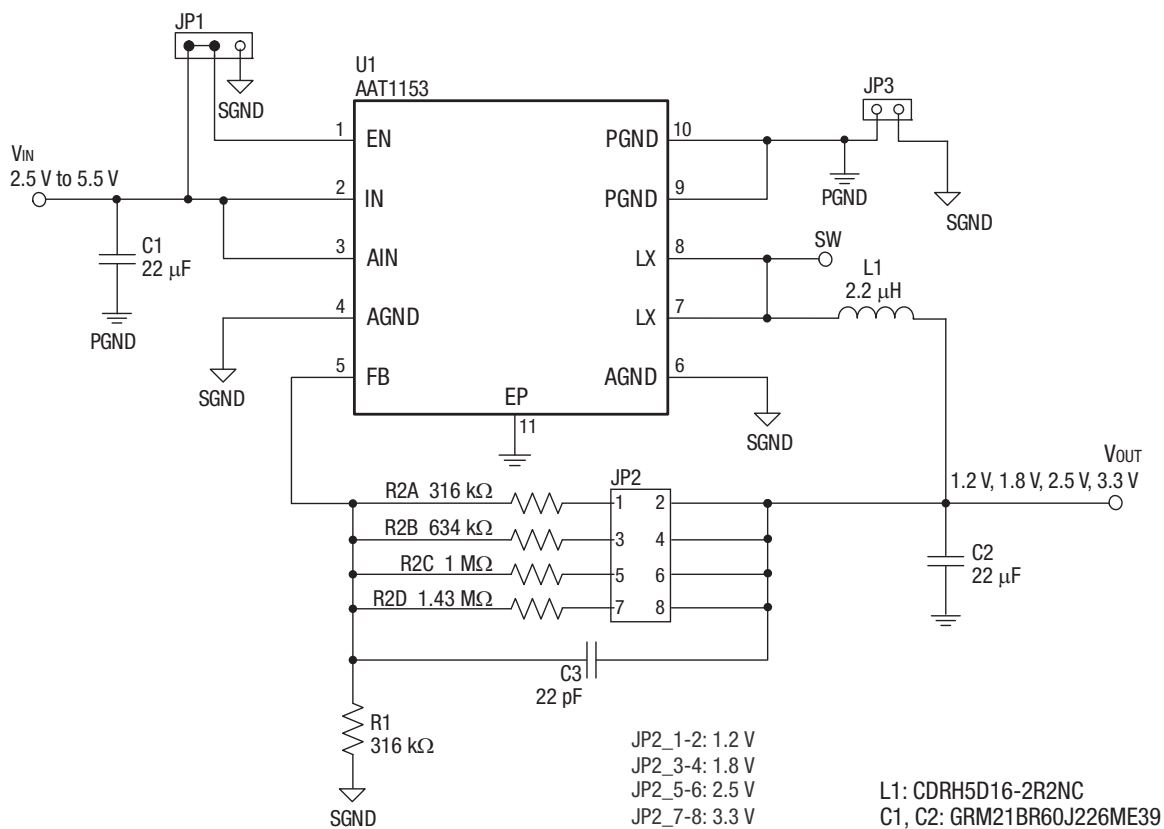 JP1
SGND
U1
AAT1153
JP3
1 EN
PGND 10
VIN
2.5 V to 5.5 V
2 IN
PGND 9
PGND
SGND
C1
22 μF
3 AIN
LX 8
SW
L1
2.2 μH
4 AGND
LX 7
PGND
SGND
5 FB
AGND 6
EP
11
SGND
VOUT
1.2 V, 1.8 V, 2.5 V, 3.3 V
JP2
R2A 316 kΩ
1 2
R2B 634 kΩ
3 4
R2C 1 MΩ
5 6
R2D 1.43 MΩ
7 8
C2
22 μF
C3
22 pF
R1
316 kΩ
SGND
JP2_1-2: 1.2 V
JP2_3-4: 1.8 V
JP2_5-6: 2.5 V
JP2_7-8: 3.3 V
L1: CDRH5D16-2R2NC
C1, C2: GRM21BR60J226ME39